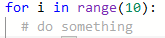 for i in range(10):
    # do something